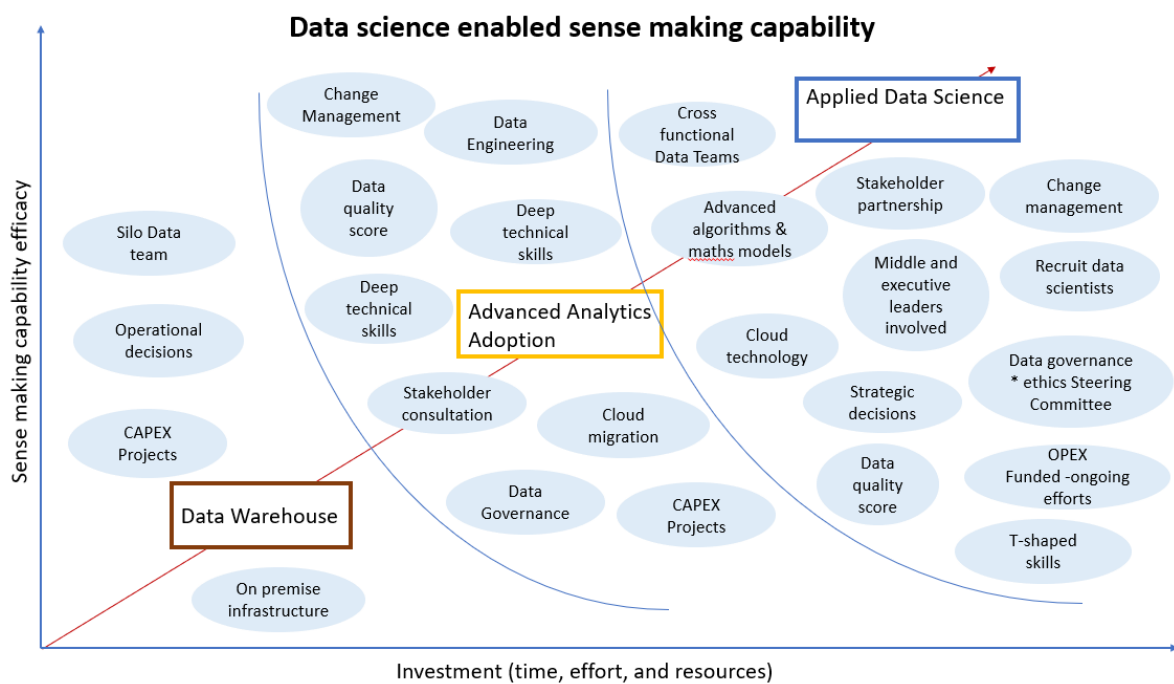 Data science enabled sense making capability
Sense making capability efficacy
Silo Data
team
Operational
decisions
CAPEX
Projects
Data Warehouse
On premise
infrastructure
Change
Management
Data
Engineering
Data
quality
score
Deep
technical
skills
Deep
technical
skills
Advanced Analytics
Adoption
Stakeholder
consultation
Cloud
migration
Data
Governance
CAPEX
Projects
Cross
functional
Data Teams
Applied Data Science
Advanced
algorithms &
maths models
Stakeholder
partnership
Change
management
Middle and
executive
leaders
involved
Recruit data
scientists
Cloud
technology
Strategic
decisions
Data governance
* ethics Steering
Committee
Data
quality
score
OPEX
Funded -ongoing
efforts
T-shaped
skills
Investment (time, effort, and resources)